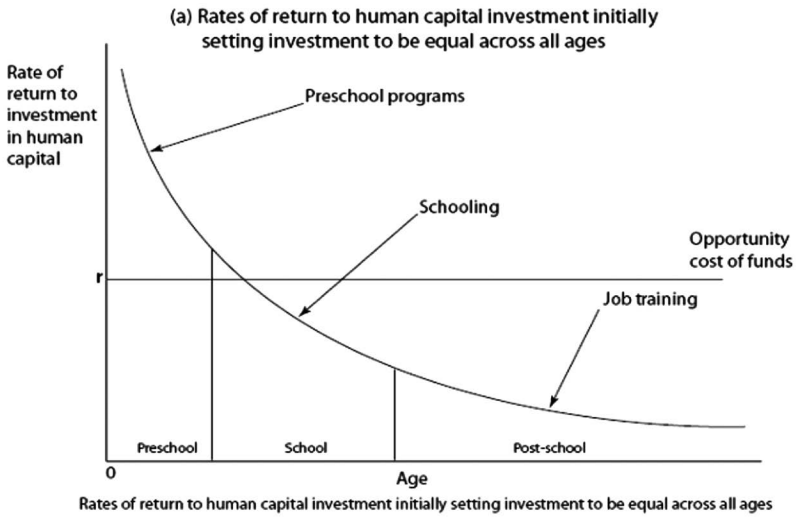 (a) Rates of return to human capital investment initially
setting investment to be equal across all ages
Rate of
return to
investment
in human
capital
Preschool programs
Schooling
Opportunity
cost of funds
r
Job training
Preschool
School
Post-school
0
Age
Rates of return to human capital investment initially setting investment to be equal across all ages